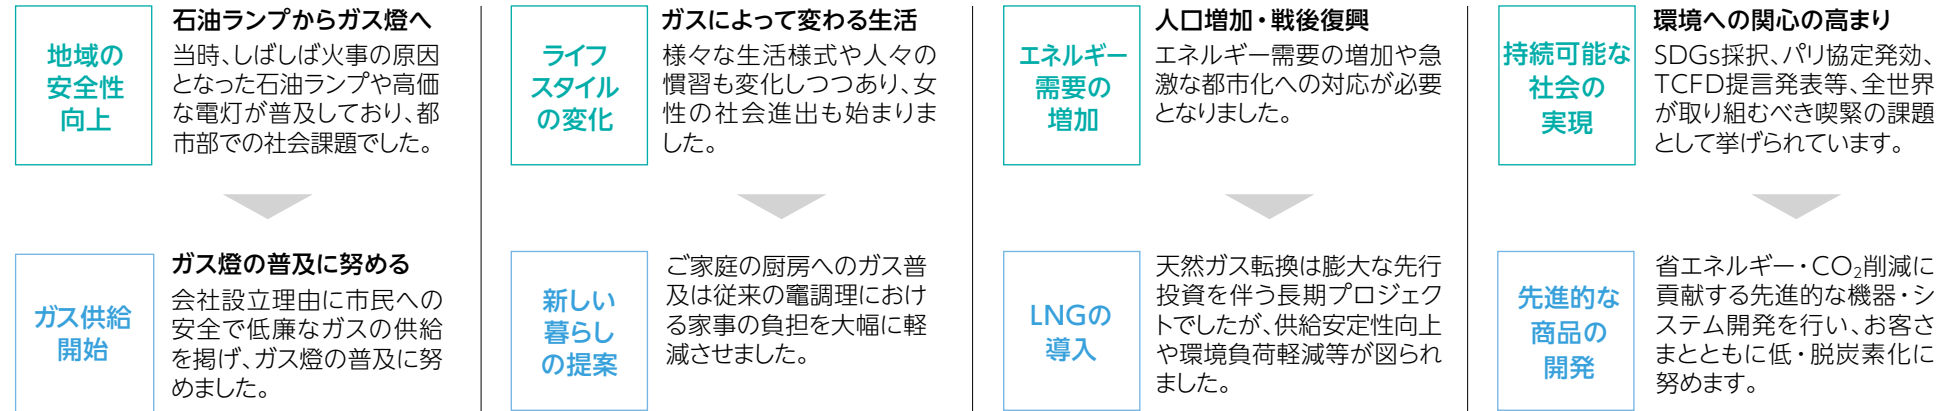 地域の
安全性
向上
石油ランプからガス燈へ
当時、しばしば火事の原因
となった石油ランプや高価
な電灯が普及しており、都
市部での社会課題でした。
ガス供給
開始
ガス燈の普及に努める
会社設立理由に市民への
安全で低廉なガスの供給
を掲げ、ガス燈の普及に努
めました。
ライフ
スタイル
の変化
ガスによって変わる生活
様々な生活様式や人々の
慣習も変化しつつあり、女
性の社会進出も始まりま
した。
新しい
暮らし
の提案
ご家庭の厨房へのガス普
及は従来の竈調理におけ
る家事の負担を大幅に軽
減させました。
エネルギー
需要の
増加
人口増加・戦後復興
エネルギー需要の増加や急
激な都市化への対応が必要
となりました。
LNGの
導入
天然ガス転換は膨大な先行
投資を伴う長期プロジェク
トでしたが、供給安定性向上
や環境負荷軽減等が図られ
ました。
持続可能な
社会の
実現
環境への関心の高まり
SDGs採択、パリ協定発効、
TCFD提言発表等、全世界
が取り組むべき喫緊の課題
として挙げられています。
先進的な
商品の
開発
省エネルギー・CO₂削減に
貢献する先進的な機器・シ
ステム開発を行い、お客さ
まとともに低・脱炭素化に
努めます。